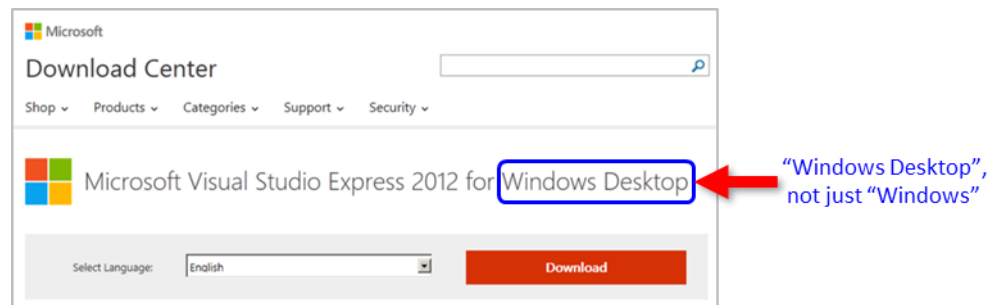 Microsoft
Download Center
Shop Products Categories Support Security
Microsoft Visual Studio Express 2012 for Windows Desktop
“Windows Desktop”,
not just “Windows”
Select Language: English Download